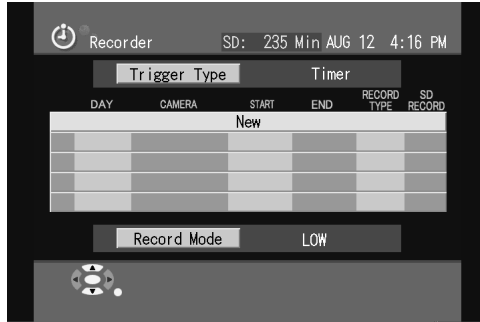 Recorder SD: 235 Min AUG 12 4:16 PM
Trigger Type Timer
DAY CAMERA START END RECORD TYPE SD RECORD
New
Record Mode LOW